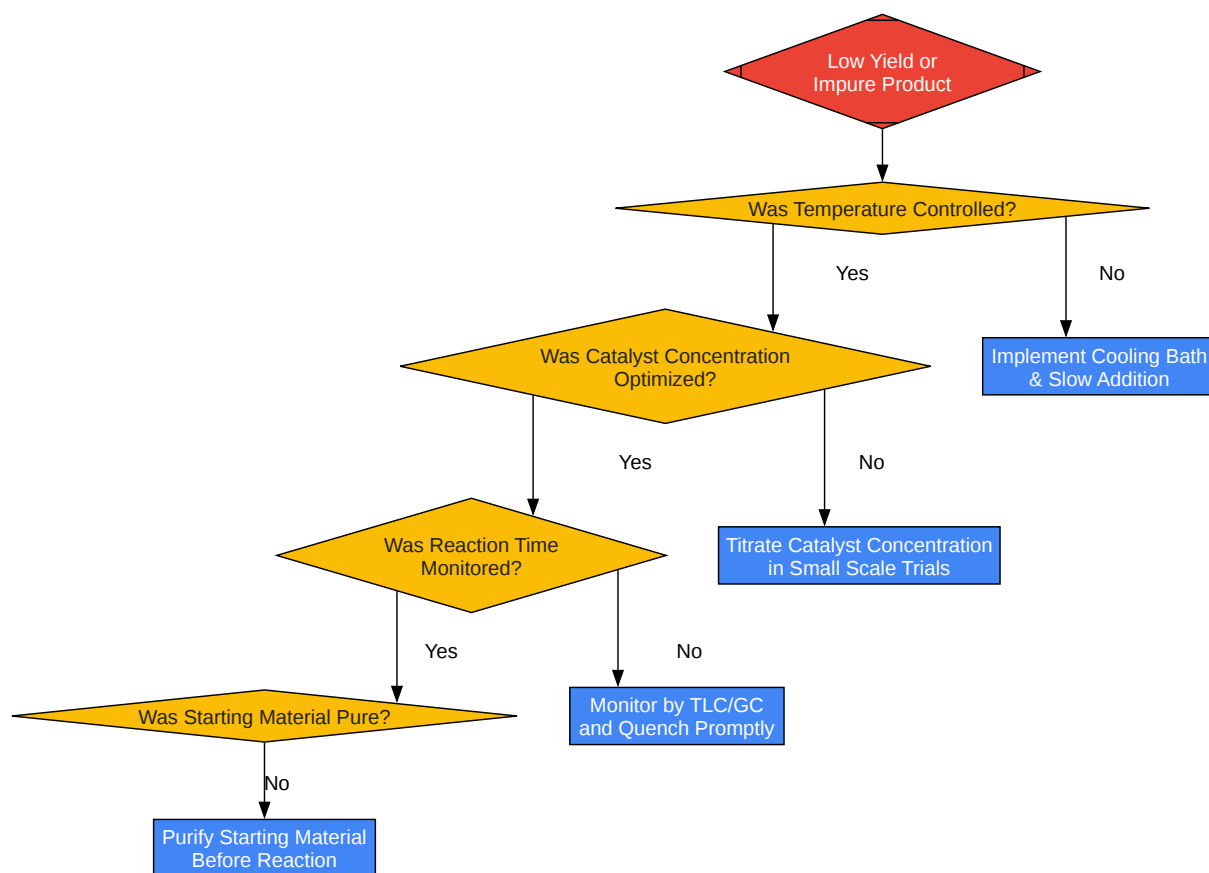 Low Yield or
Impure Product
Was Temperature Controlled?
Yes
No
Was Catalyst Concentration
Optimized?
Implement Cooling Bath
& Slow Addition
Yes
No
Was Reaction Time
Monitored?
Titrate Catalyst Concentration
in Small Scale Trials
Yes
No
Was Starting Material Pure?
Monitor by TLC/GC
and Quench Promptly
No
Purify Starting Material
Before Reaction